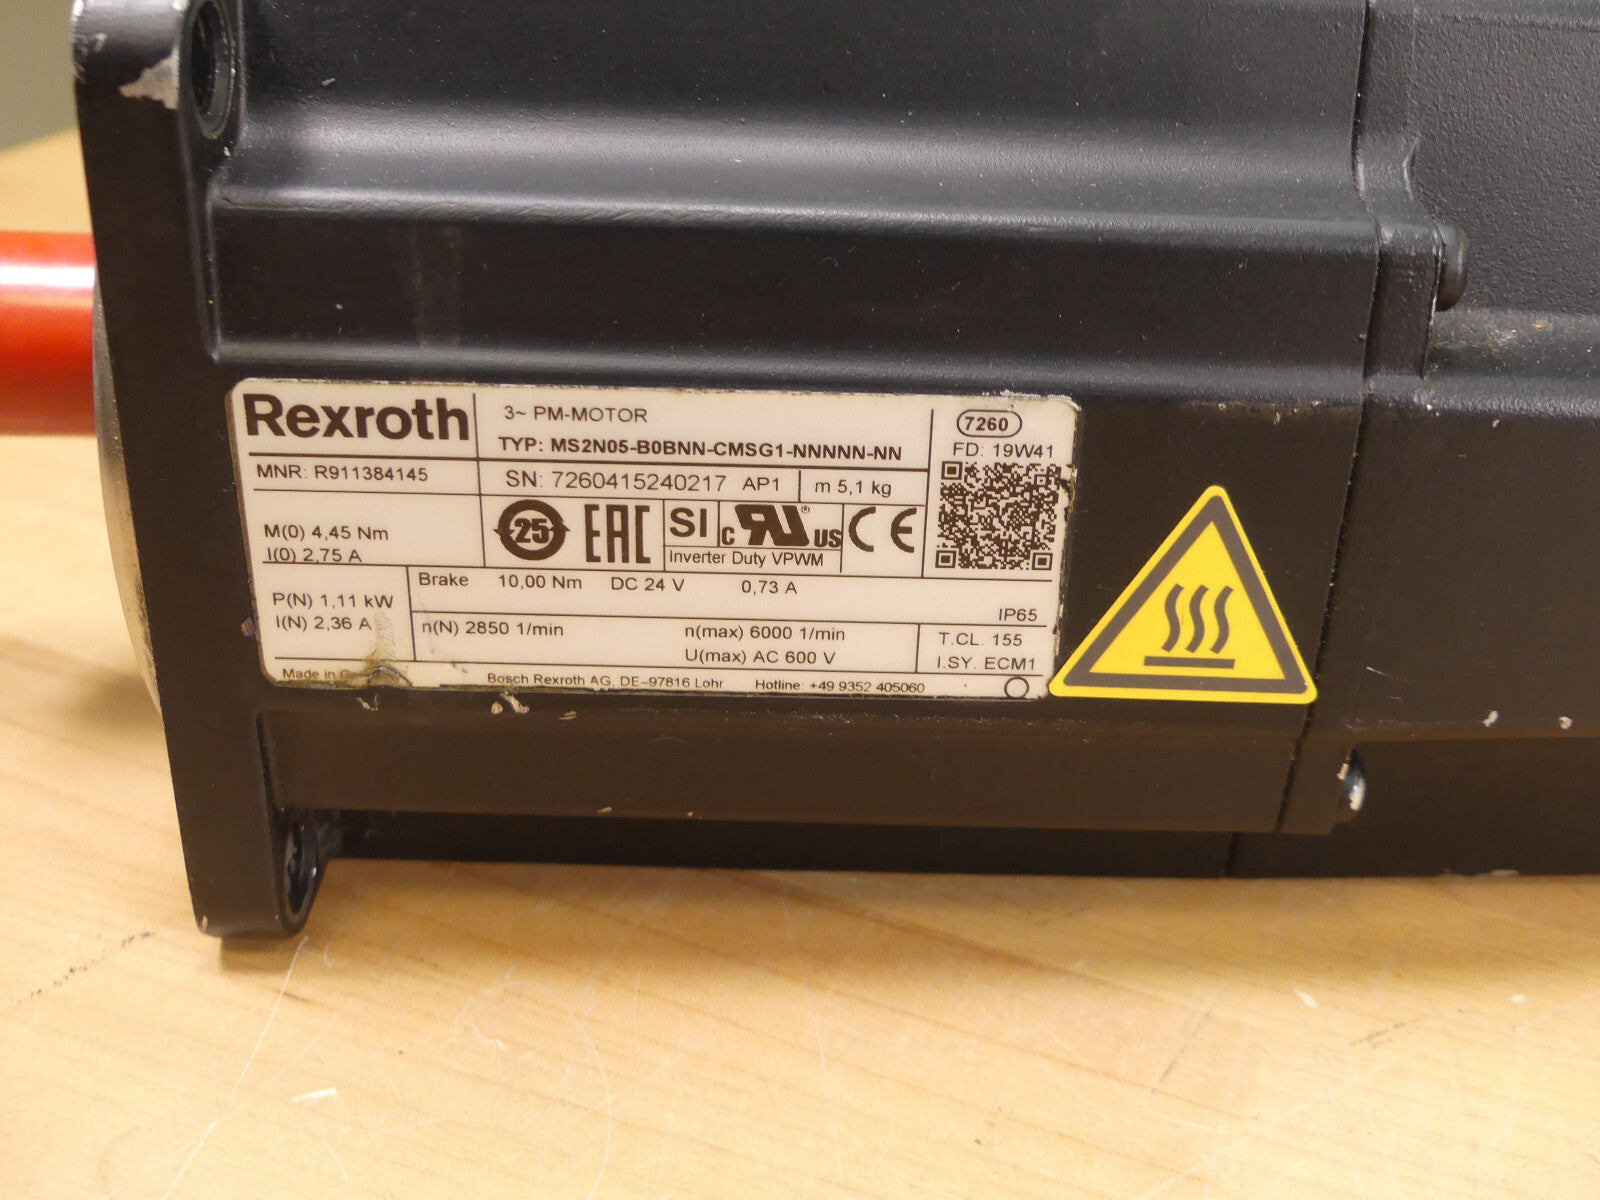 Rexroth
3~ PM-MOTOR
TYP: MS2N05-B0BNN-CMSG1-NNNNN-NN
7260
FD: 19W41
MNR: R911384145
SN: 7260415240217 AP1
m 5,1 kg
M(0) 4,45 Nm
I(0) 2,75 A
25
EAC
SI
c RU US
CE
Inverter Duty VPWM
P(N) 1,11 kW
I(N) 2,36 A
Brake 10,00 Nm DC 24 V 0,73 A
IP65
n(N) 2850 1/min
n(max) 6000 1/min
U(max) AC 600 V
T.CL. 155
I.SY. ECM1
Made in
Bosch Rexroth AG, DE-97816 Lohr
Hotline: +49 9352 405060